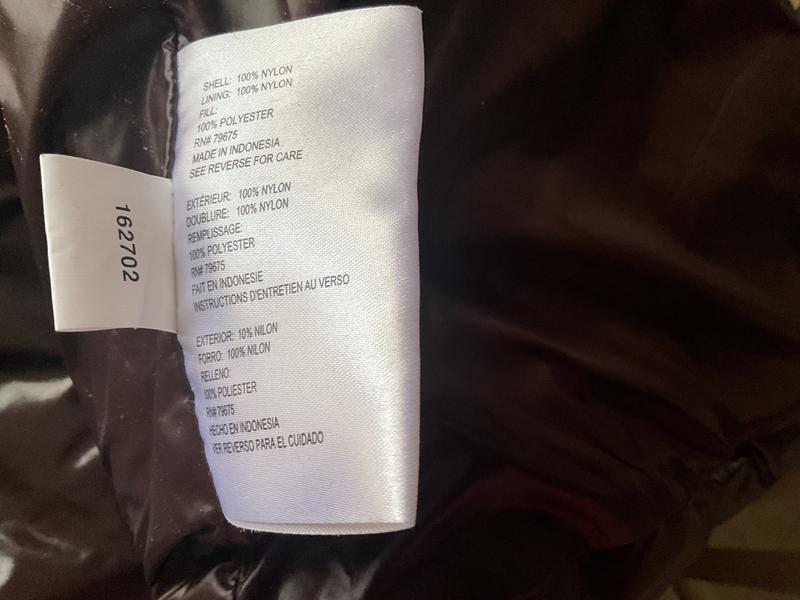 SHELL: 100% NYLON
LINING: 100% NYLON
FILL:
100% POLYESTER
RN# 79675
MADE IN INDONESIA
SEE REVERSE FOR CARE
EXTÉRIEUR: 100% NYLON
DOUBLURE: 100% NYLON
REMPLISSAGE:
100% POLYESTER
RN# 79675
FAIT EN INDONESIE
INSTRUCTIONS D'ENTRETIEN AU VERSO
EXTERIOR: 10% NILON
FORRO: 100% NILON
RELLENO:
100% POLIESTER
RN# 79675
HECHO EN INDONESIA
VER REVERSO PARA EL CUIDADO
162702